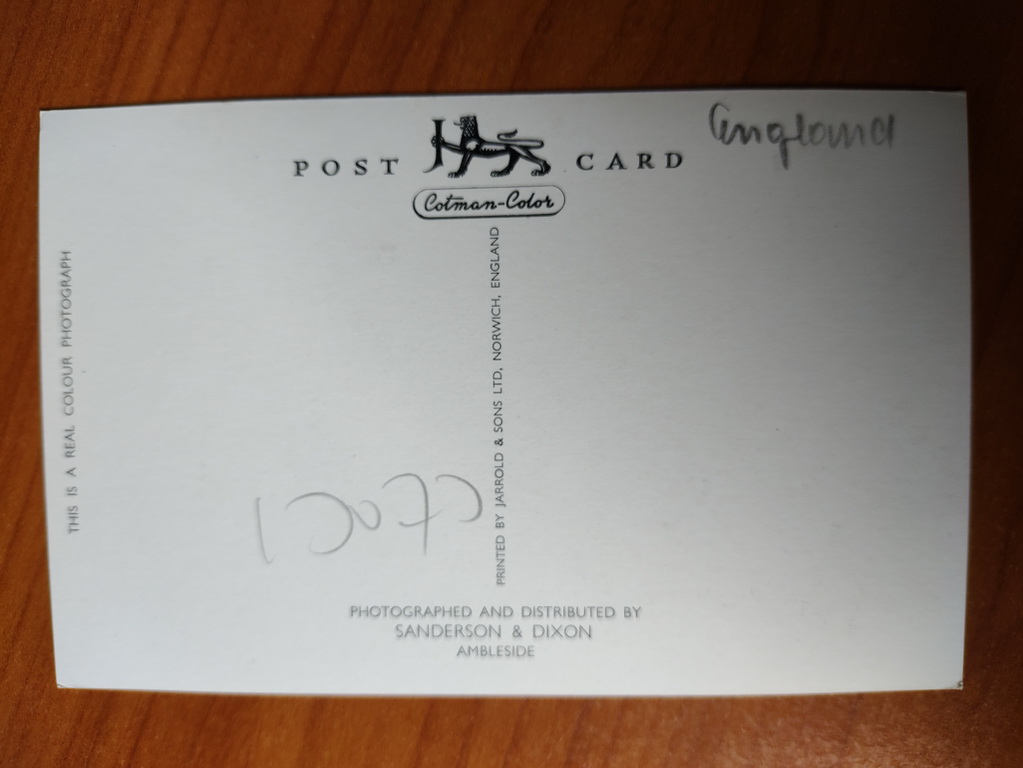 England
POST CARD
Cotman-Color
THIS IS A REAL COLOUR PHOTOGRAPH
PRINTED BY JARROLD & SONS LTD, NORWICH, ENGLAND
PHOTOGRAPHED AND DISTRIBUTED BY
SANDERSON & DIXON
AMBLESIDE